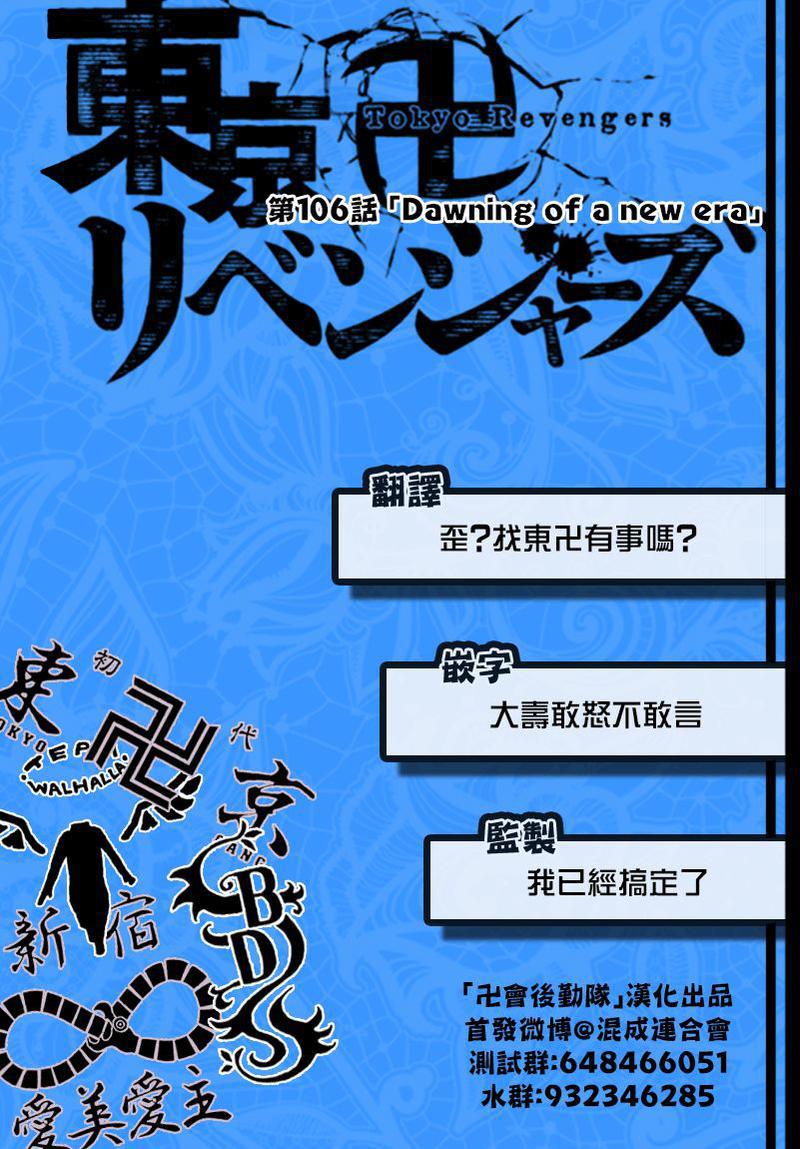 東京卍
Tokyo Revengers
第106話「Dawning of a new era」
リベンジャーズ
翻譯
歪?找東卍有事嗎?
嵌字
大壽敢怒不敢言
監製
我已經搞定了
「卍會後勤隊」漢化出品
首發微博@混成連合會
測試群:648466051
水群:932346285
初代
東卍京
WALHALLA
新宿
BD
愛美愛主